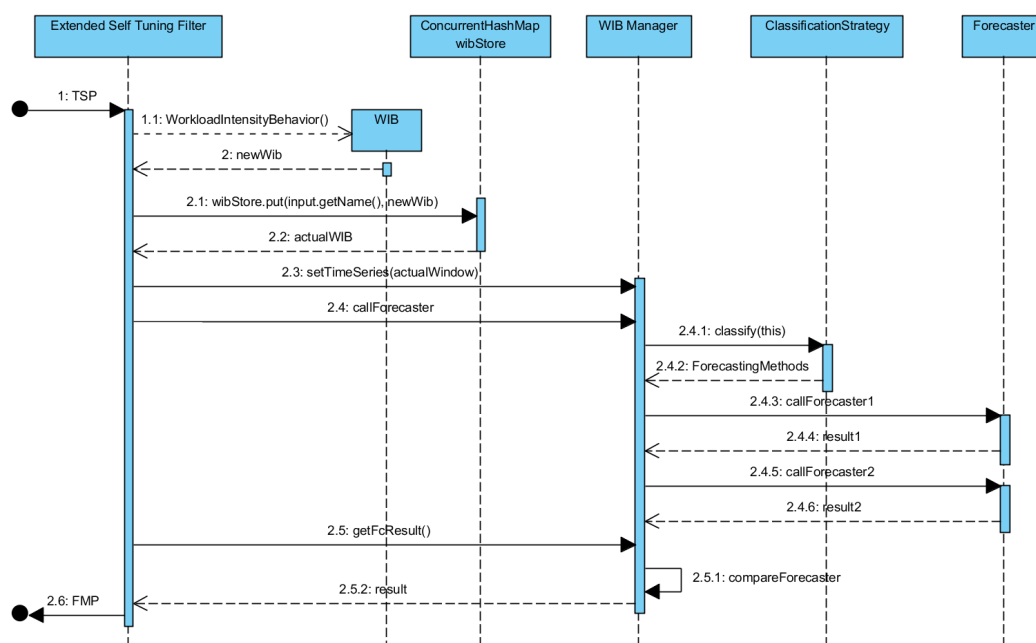 Extended Self Tuning Filter
ConcurrentHashMap
wibStore
WIB Manager
ClassificationStrategy
Forecaster
1: TSP
1.1: WorkloadIntensityBehavior()
WIB
2: newWib
2.1: wibStore.put(input.getName(), newWib)
2.2: actualWIB
2.3: setTimeSeries(actualWindow)
2.4: callForecaster
2.4.1: classify(this)
2.4.2: ForecastingMethods
2.4.3: callForecaster1
2.4.4: result1
2.4.5: callForecaster2
2.4.6: result2
2.5: getFcResult()
2.5.1: compareForecaster
2.5.2: result
2.6: FMP